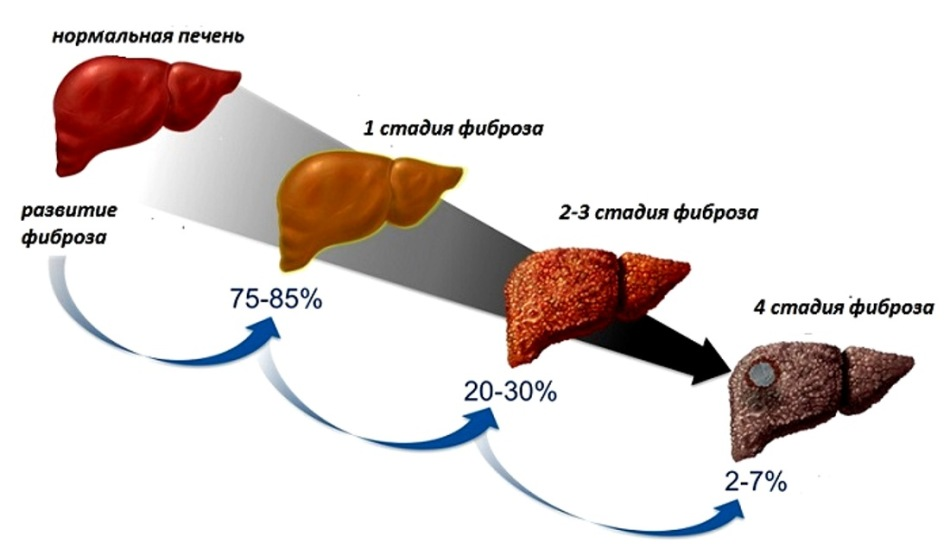 нормальная печень
1 стадия фиброза
развитие
фиброза
2-3 стадия фиброза
75-85%
4 стадия фиброза
20-30%
2-7%